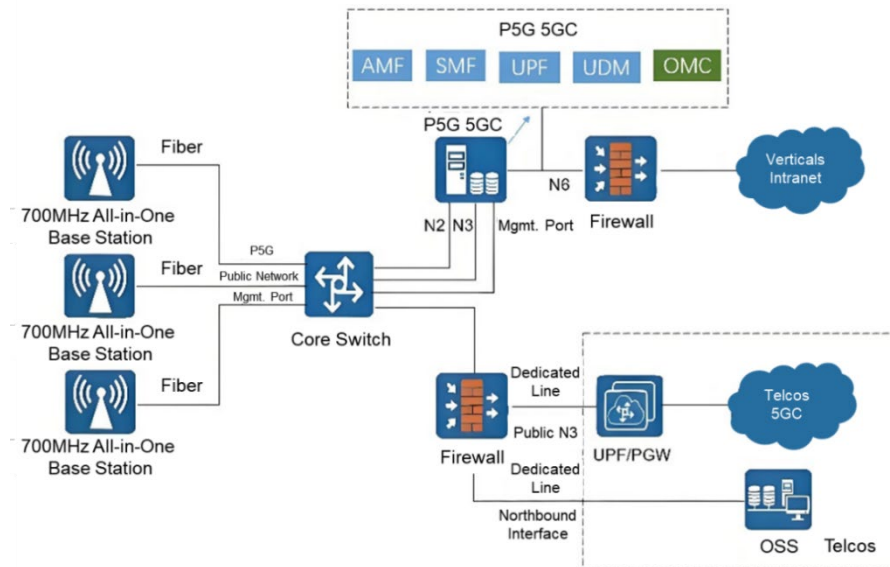 P5G 5GC
AMF
SMF
UPF
UDM
OMC
P5G 5GC
Fiber
700MHz All-in-One
Base Station
N2
N3
Mgmt. Port
N6
Firewall
Verticals
Intranet
P5G
Fiber
Public Network
Mgmt. Port
700MHz All-in-One
Base Station
Core Switch
Fiber
700MHz All-in-One
Base Station
Firewall
Dedicated
Line
Public N3
UPF/PGW
Telcos
5GC
Dedicated
Line
Northbound
Interface
OSS
Telcos